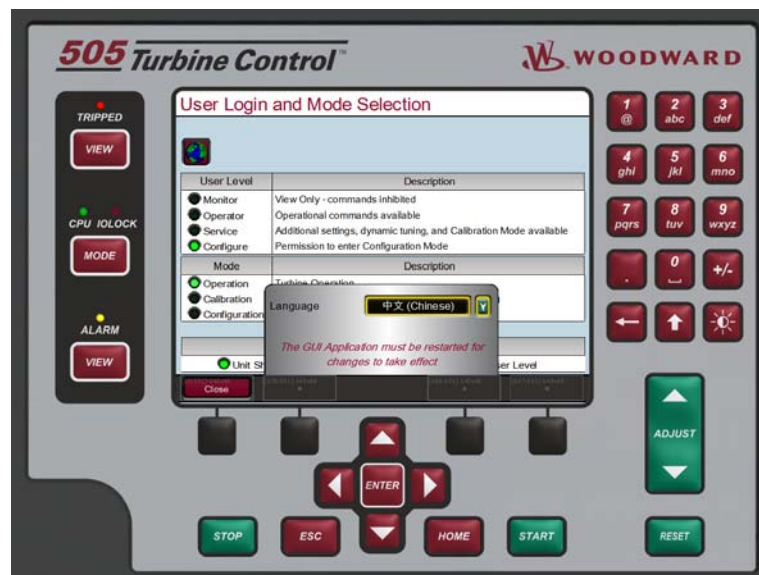 505 Turbine Control™
W WOODWARD
TRIPPED
VIEW
CPU IOLOCK
MODE
ALARM
VIEW
User Login and Mode Selection
User Level Description
Monitor View Only - commands inhibited
Operator Operational commands available
Service Additional settings, dynamic tuning, and Calibration Mode available
Configure Permission to enter Configuration Mode
Mode Description
Operation Turbine Operation
Calibration
Configuration
Language 中文 (Chinese)
The GUI Application must be restarted for
changes to take effect
Unit Sh ser Level
Close
1 @
2 abc
3 def
4 ghi
5 jkl
6 mno
7 pqrs
8 tuv
9 wxyz
.
0
+/-
ADJUST
ENTER
STOP
ESC
HOME
START
RESET